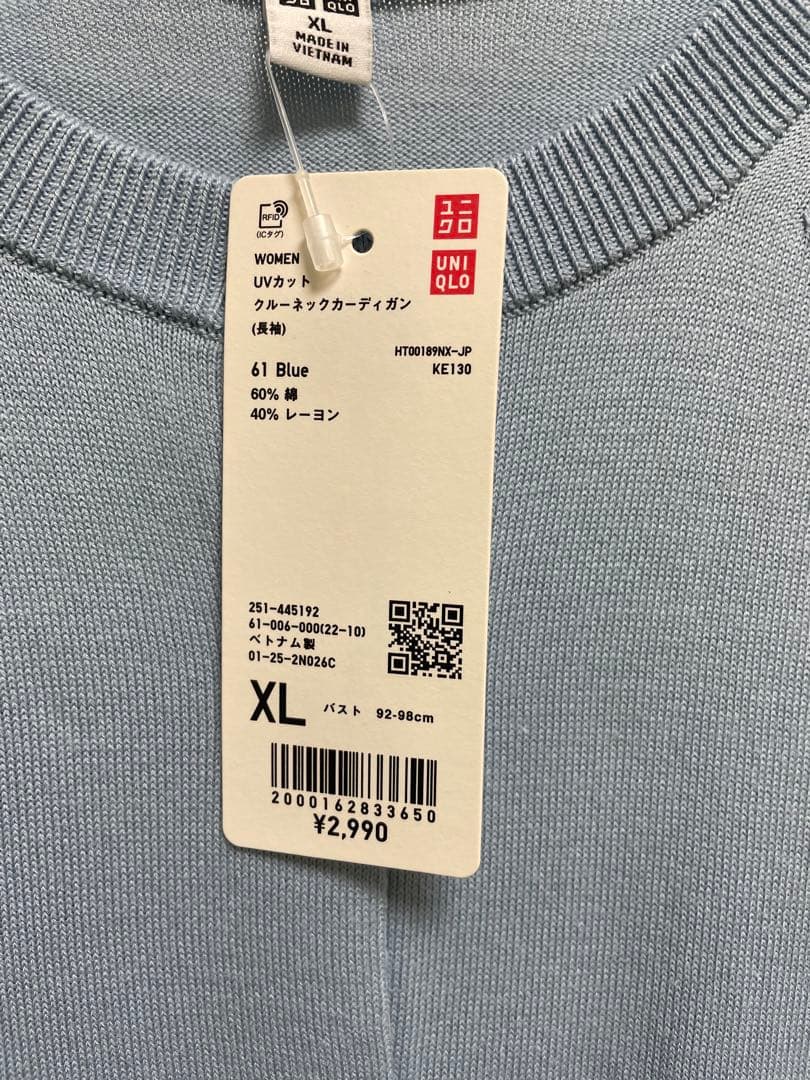 QLO
XL
MADE IN
VIETNAM
RFID
(ICタグ)
ユニ
クロ
UNI
QLO
WOMEN
UVカット
クルーネックカーディガン
(長袖)
HT00189NX-JP
61 Blue
KE130
60% 綿
40% レーヨン
251-445192
61-006-000(22-10)
ベトナム製
01-25-2N026C
XL バスト 92-98cm
2000162833650
¥2,990